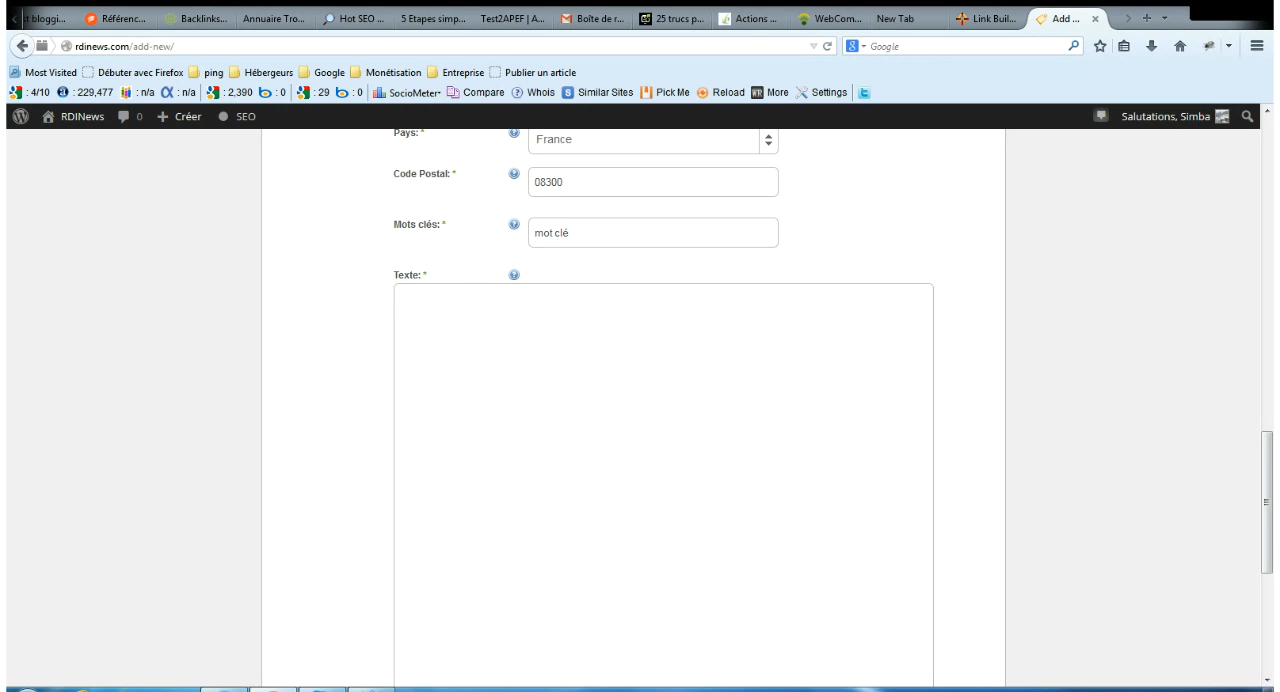 st bloggi... Référenc... Backlinks... Annuaire Tro... Hot SEO ... 5 Etapes simp... Test2APEF | A... Boîte de r... 25 trucs p... Actions ... WebCom... New Tab Link Buil... Add ...
rdinews.com/add-new/ Google
Most Visited Débuter avec Firefox ping Hébergeurs Google Monétisation Entreprise Publier un article
: 4/10 : 229,477 : n/a : n/a : 2,390 : 0 : 29 : 0 SocioMeter Compare Whois Similar Sites Pick Me Reload More Settings
RDINews 0 + Créer SEO Salutations, Simba
Pays: * France
Code Postal: * 08300
Mots clés: * mot clé
Texte: *